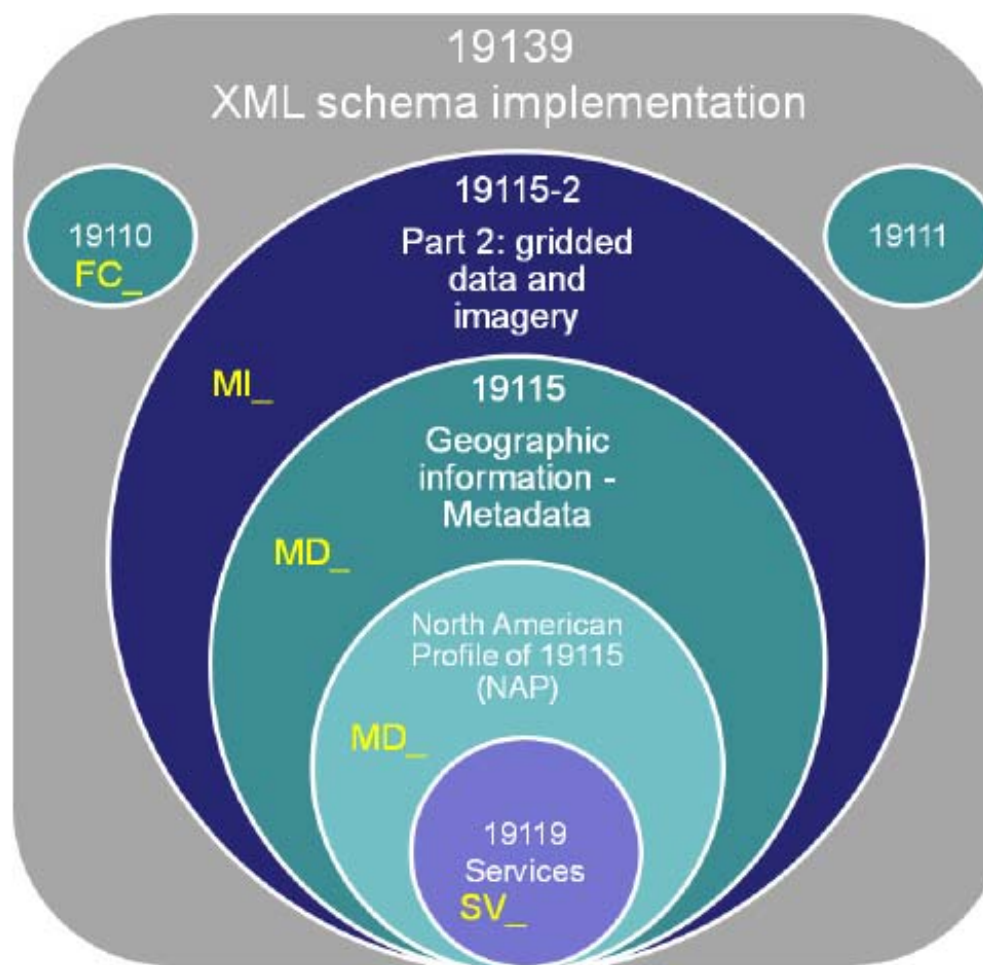 19139
XML schema implementation
19110
FC_
19115-2
Part 2: gridded
data and
imagery
19111
MI_
19115
Geographic
information -
Metadata
MD_
North American
Profile of 19115
(NAP)
MD_
19119
Services
SV_